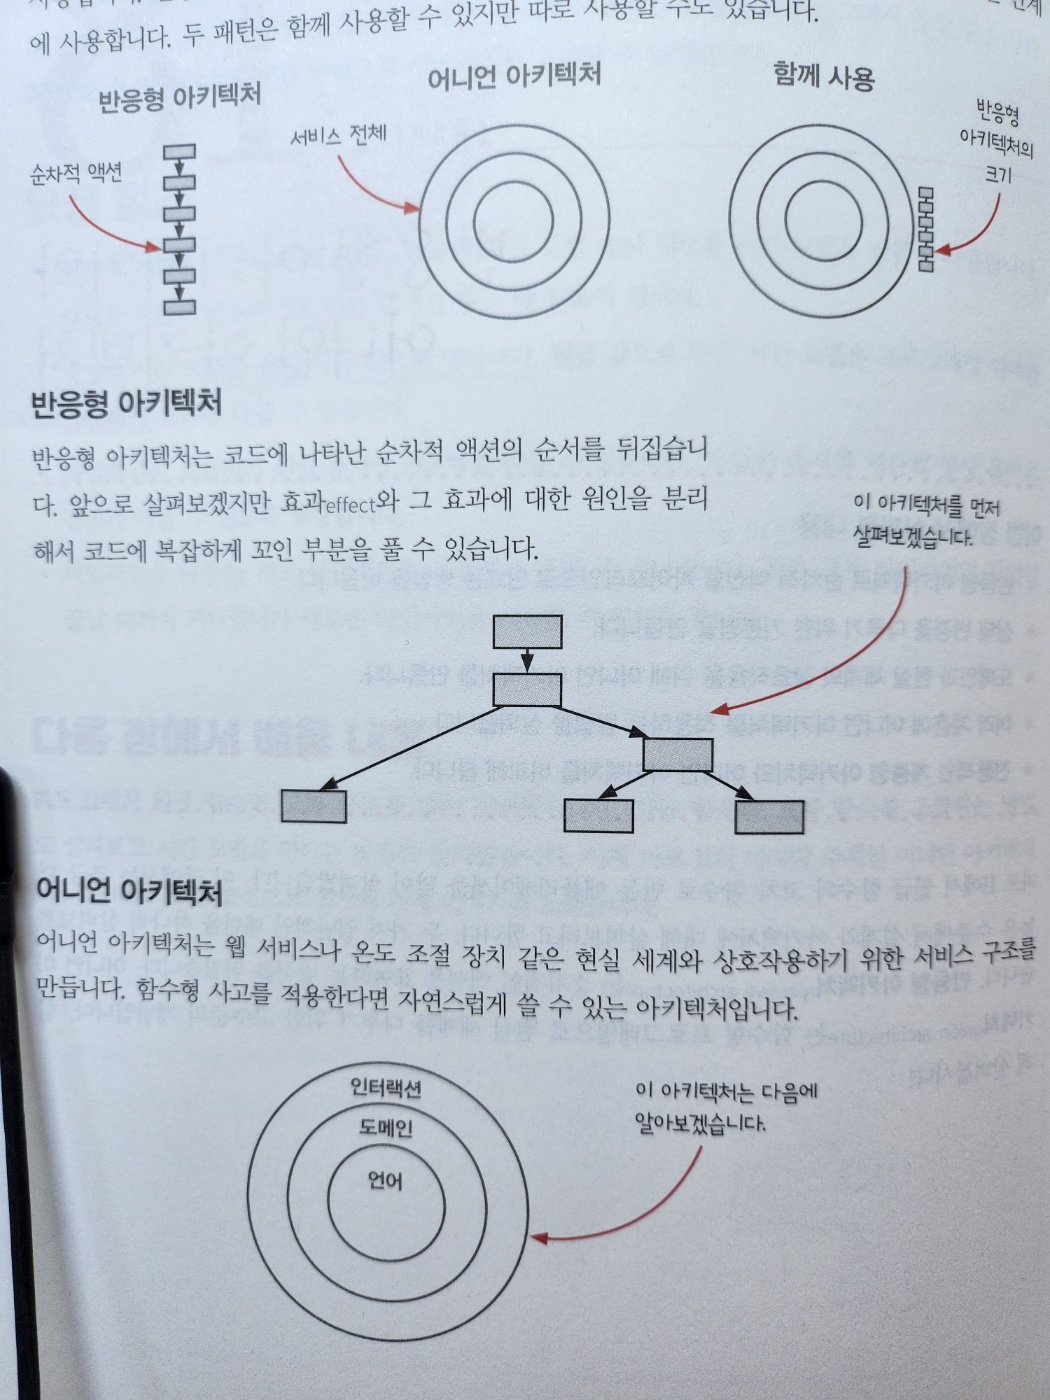 에 사용합니다. 두 패턴은 함께 사용할 수 있지만 따로 사용할 수도 있습니다.
반응형 아키텍처
어니언 아키텍처
함께 사용
순차적 액션
서비스 전체
반응형
아키텍처의
크기
반응형 아키텍처
반응형 아키텍처는 코드에 나타난 순차적 액션의 순서를 뒤집습니
다. 앞으로 살펴보겠지만 효과effect와 그 효과에 대한 원인을 분리
해서 코드에 복잡하게 꼬인 부분을 풀 수 있습니다.
이 아키텍처를 먼저
살펴보겠습니다.
어니언 아키텍처
어니언 아키텍처는 웹 서비스나 온도 조절 장치 같은 현실 세계와 상호작용하기 위한 서비스 구조를
만듭니다. 함수형 사고를 적용한다면 자연스럽게 쓸 수 있는 아키텍처입니다.
인터랙션
도메인
언어
이 아키텍처는 다음에
알아보겠습니다.